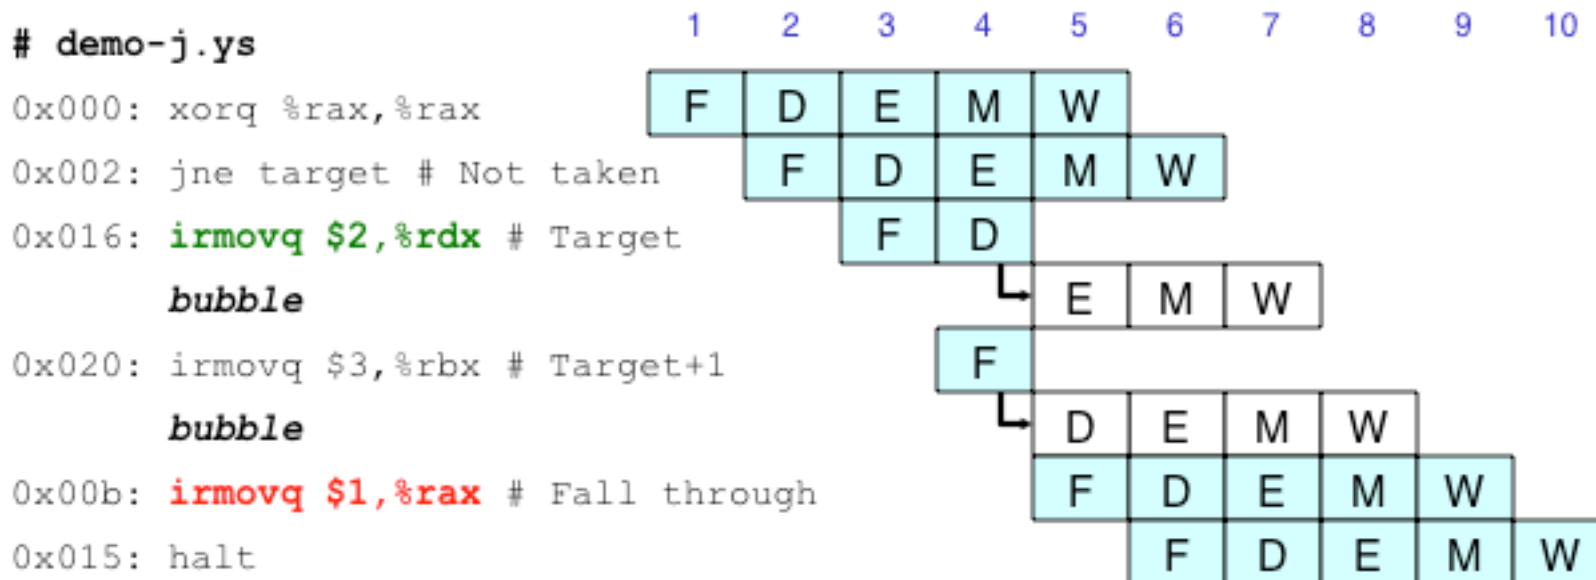 1 2 3 4 5 6 7 8 9 10
# demo-j.ys
0x000: xorq %rax,%rax F D E M W
0x002: jne target # Not taken F D E M W
0x016: irmovq $2,%rdx # Target F D
bubble E M W
0x020: irmovq $3,%rbx # Target+1 F
bubble D E M W
0x00b: irmovq $1,%rax # Fall through F D E M W
0x015: halt F D E M W